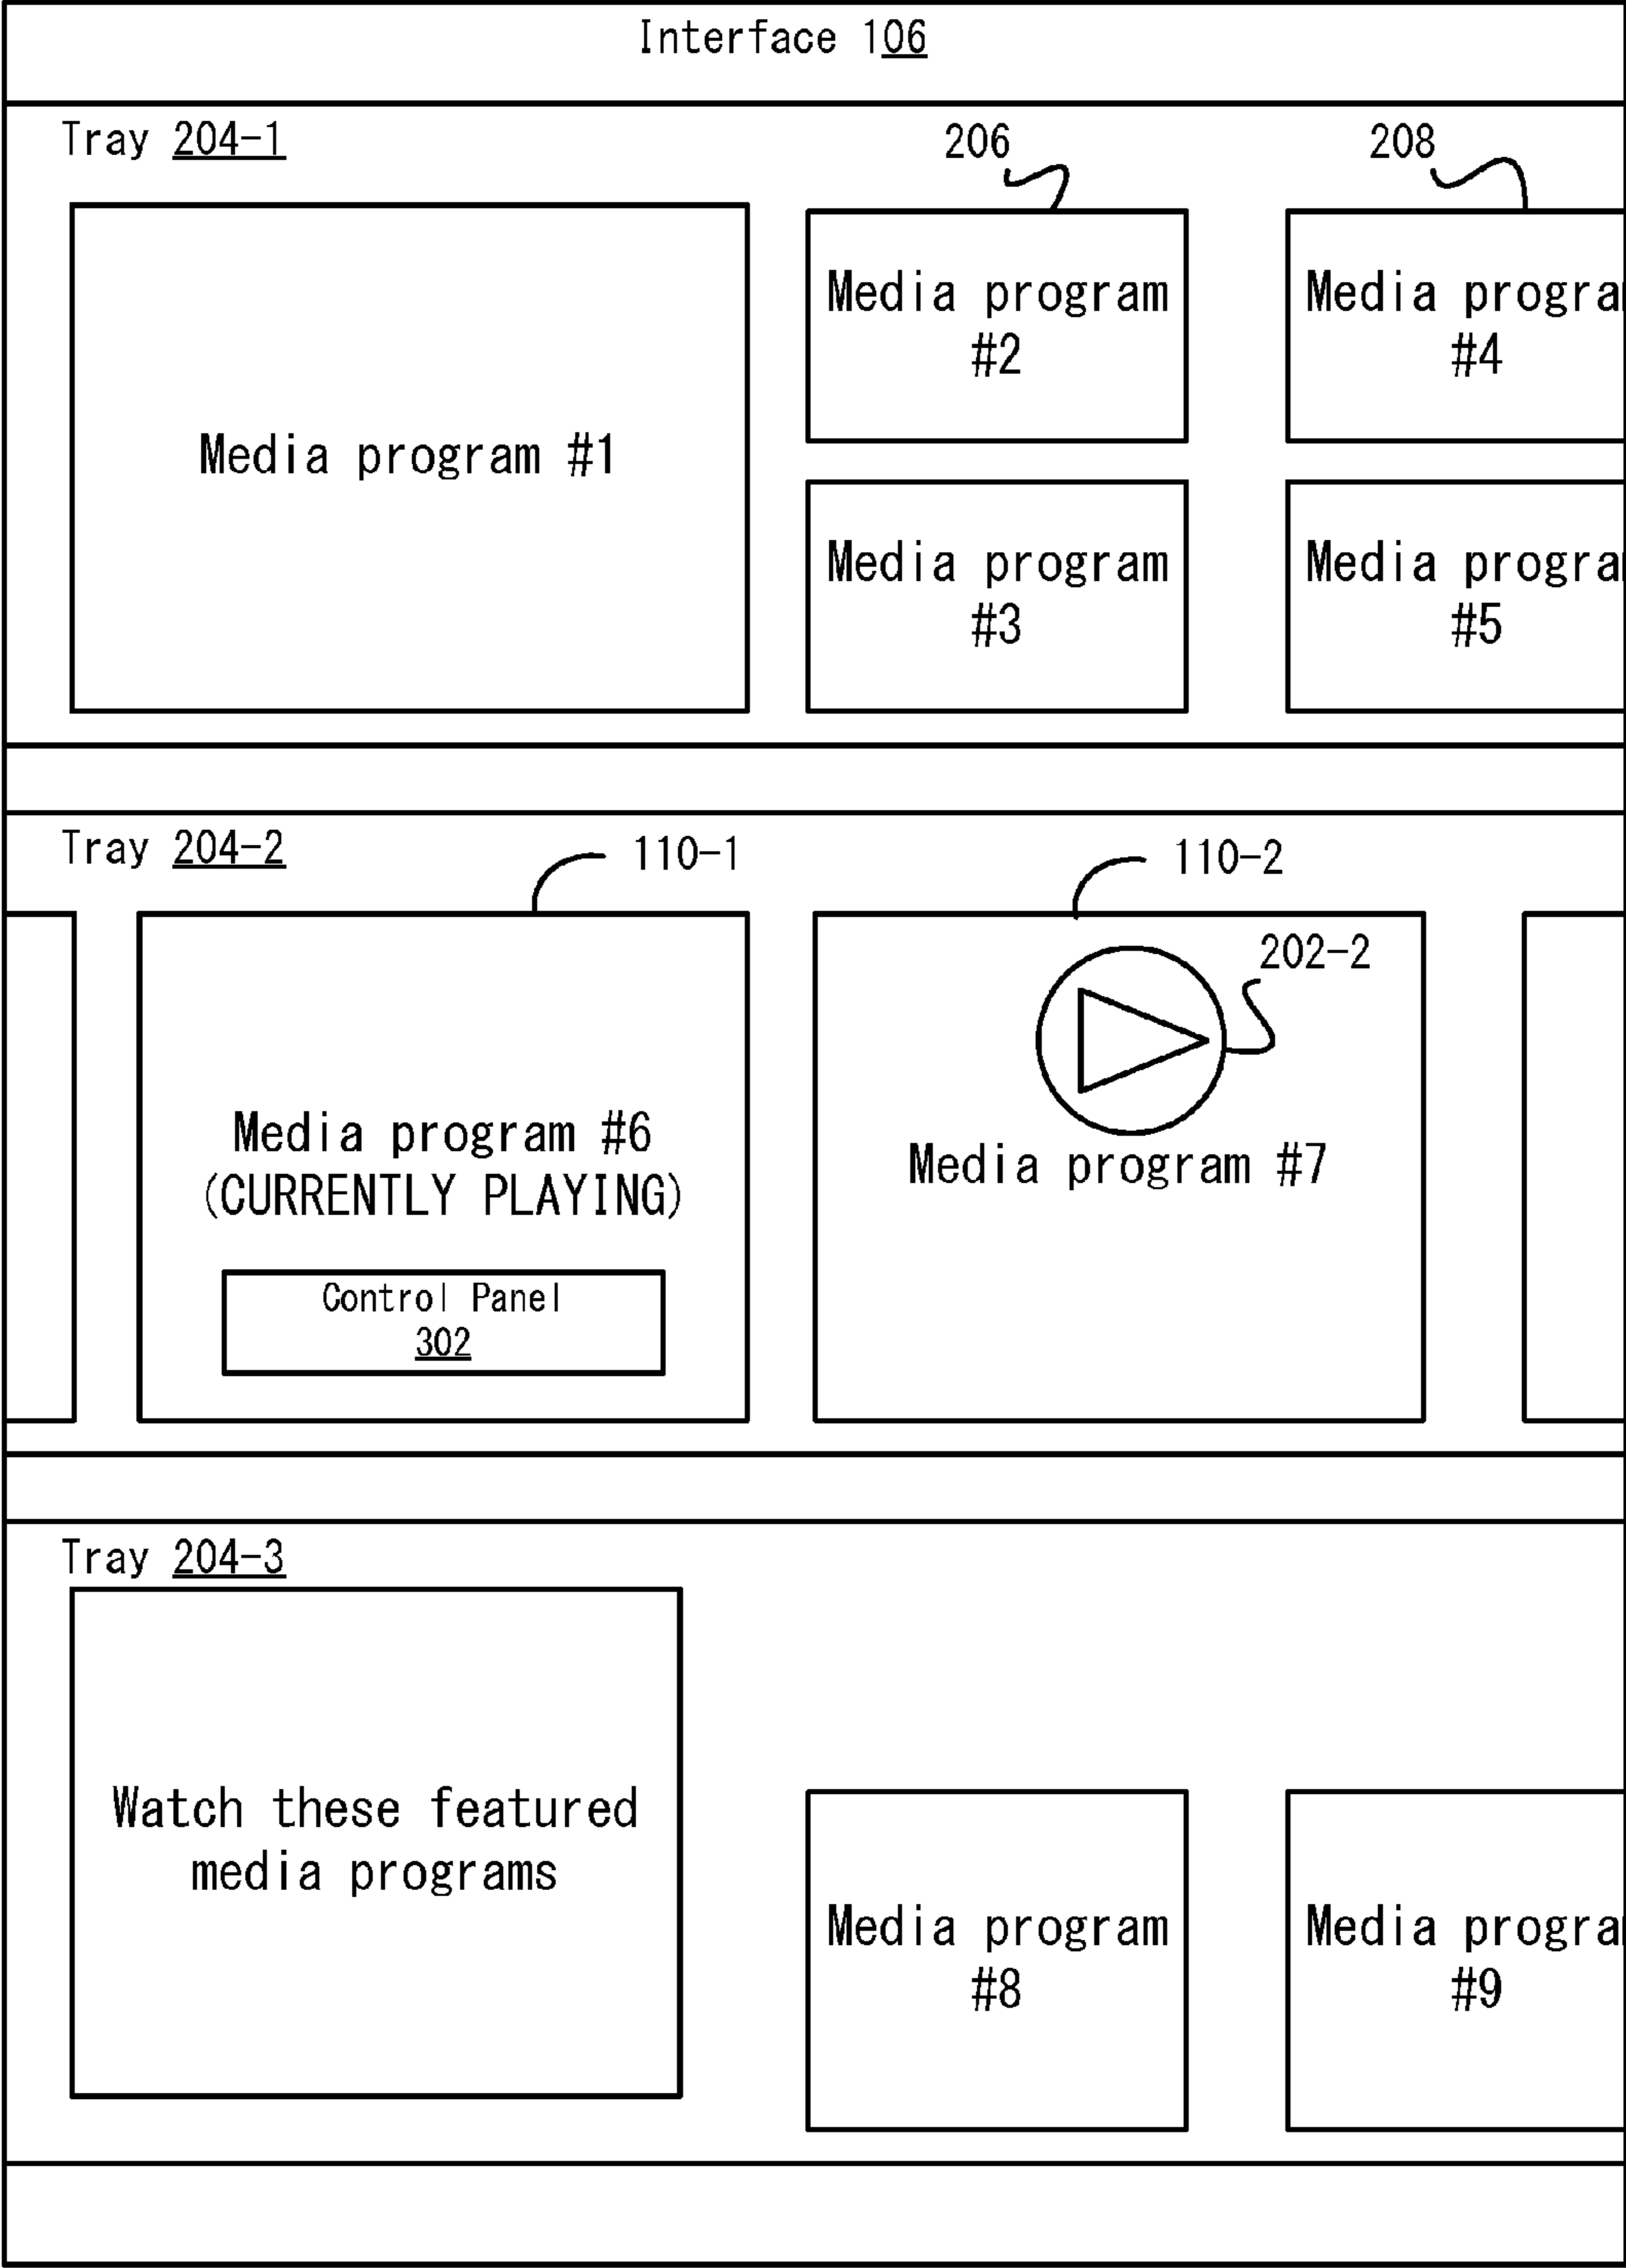 Interface 106
Tray 204-1
206
208
Media program #1
Media program
#2
Media progra
#4
Media program
#3
Media progra
#5
Tray 204-2
110-1
110-2
202-2
Media program #6
(CURRENTLY PLAYING)
Control Panel
302
Media program #7
Tray 204-3
Watch these featured
media programs
Media program
#8
Media progra
#9